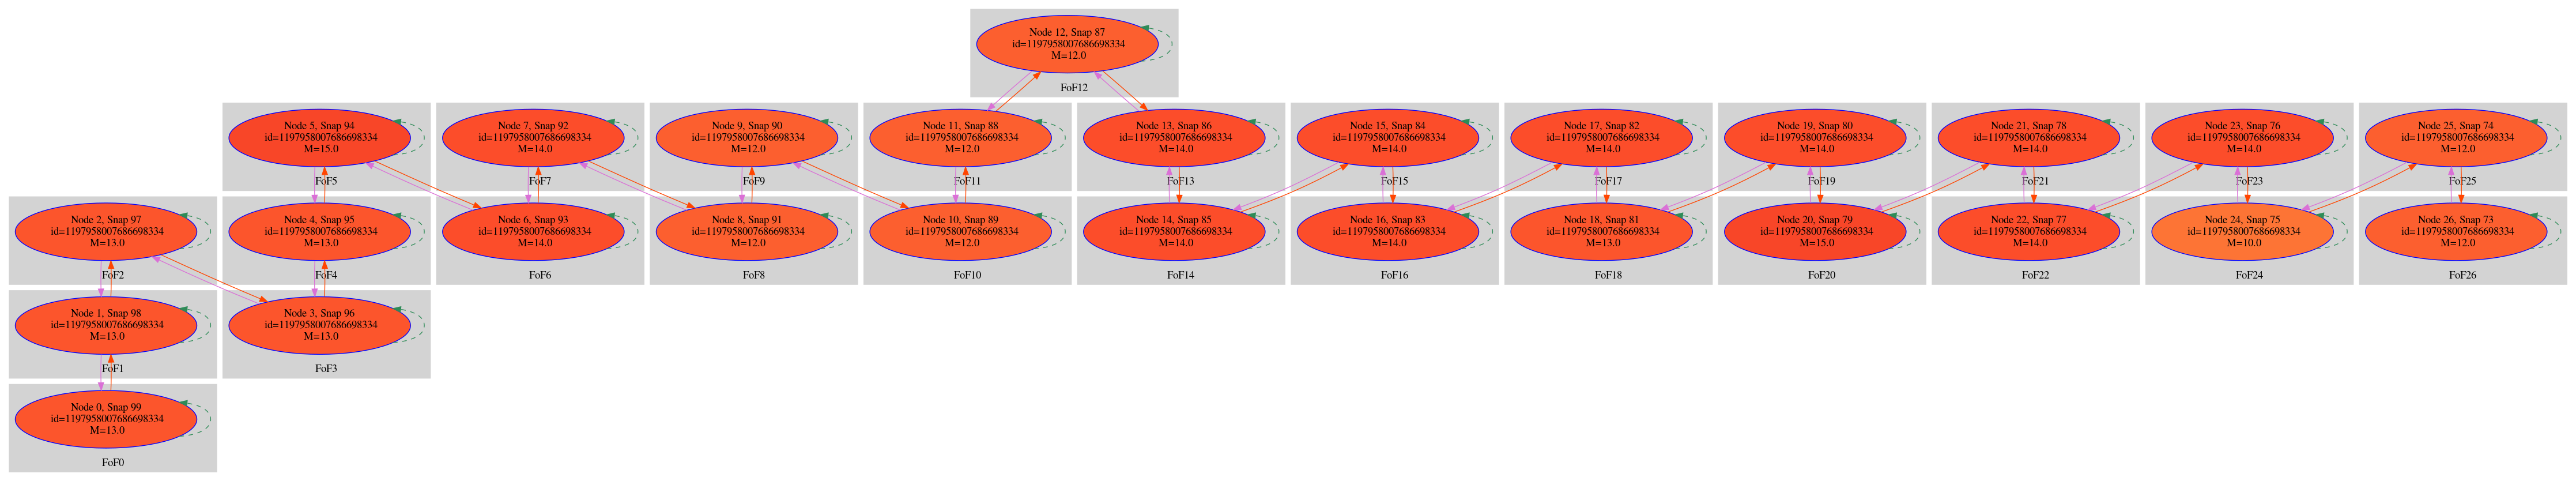 Node 12, Snap 87
id=1197958007686698334
M=12.0
FoF12
Node 5, Snap 94
id=1197958007686698334
M=15.0
FoF5
Node 7, Snap 92
id=1197958007686698334
M=14.0
FoF7
Node 9, Snap 90
id=1197958007686698334
M=12.0
FoF9
Node 11, Snap 88
id=1197958007686698334
M=12.0
FoF11
Node 13, Snap 86
id=1197958007686698334
M=14.0
FoF13
Node 15, Snap 84
id=1197958007686698334
M=14.0
FoF15
Node 17, Snap 82
id=1197958007686698334
M=14.0
FoF17
Node 19, Snap 80
id=1197958007686698334
M=14.0
FoF19
Node 21, Snap 78
id=1197958007686698334
M=14.0
FoF21
Node 23, Snap 76
id=1197958007686698334
M=14.0
FoF23
Node 25, Snap 74
id=1197958007686698334
M=12.0
FoF25
Node 2, Snap 97
id=1197958007686698334
M=13.0
FoF2
Node 4, Snap 95
id=1197958007686698334
M=13.0
FoF4
Node 6, Snap 93
id=1197958007686698334
M=14.0
FoF6
Node 8, Snap 91
id=1197958007686698334
M=12.0
FoF8
Node 10, Snap 89
id=1197958007686698334
M=12.0
FoF10
Node 14, Snap 85
id=1197958007686698334
M=14.0
FoF14
Node 16, Snap 83
id=1197958007686698334
M=14.0
FoF16
Node 18, Snap 81
id=1197958007686698334
M=13.0
FoF18
Node 20, Snap 79
id=1197958007686698334
M=15.0
FoF20
Node 22, Snap 77
id=1197958007686698334
M=14.0
FoF22
Node 24, Snap 75
id=1197958007686698334
M=10.0
FoF24
Node 26, Snap 73
id=1197958007686698334
M=12.0
FoF26
Node 1, Snap 98
id=1197958007686698334
M=13.0
FoF1
Node 3, Snap 96
id=1197958007686698334
M=13.0
FoF3
Node 0, Snap 99
id=1197958007686698334
M=13.0
FoF0